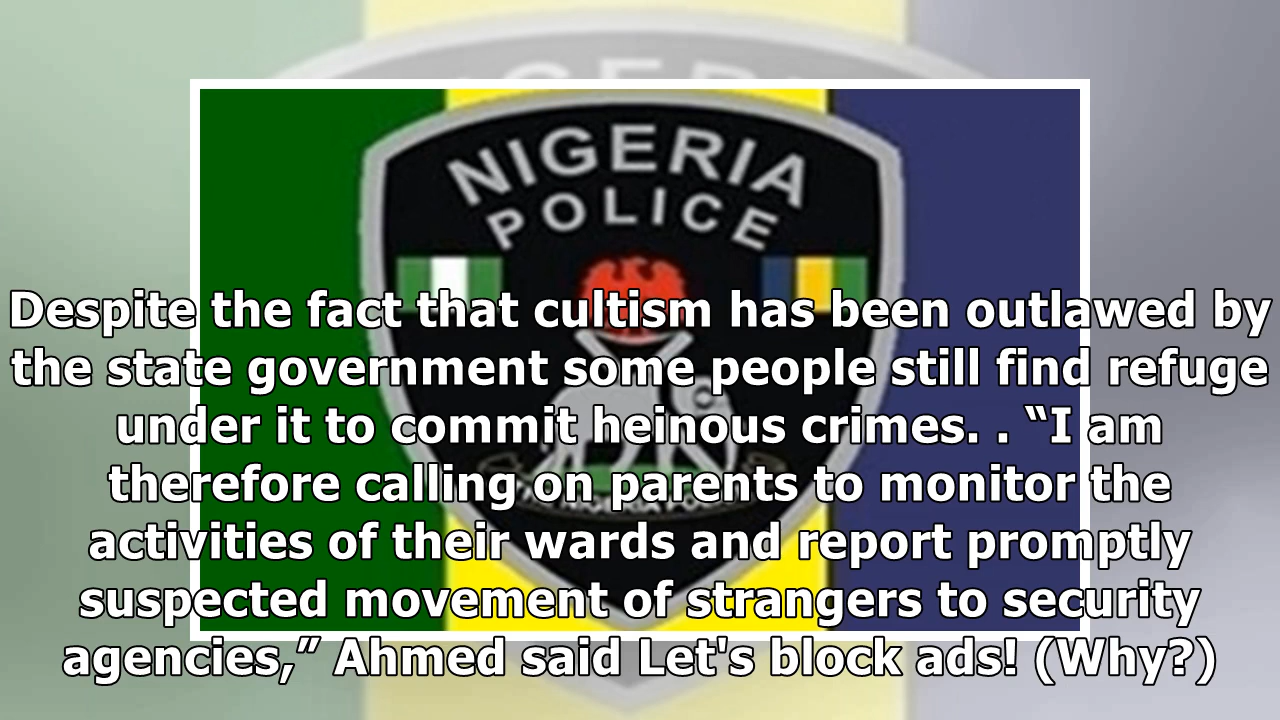 NIGERIA
POLICE
Despite the fact that cultism has been outlawed by
the state government some people still find refuge
under it to commit heinous crimes. . “I am
therefore calling on parents to monitor the
activities of their wards and report promptly
suspected movement of strangers to security
agencies,” Ahmed said Let's block ads! (Why?)